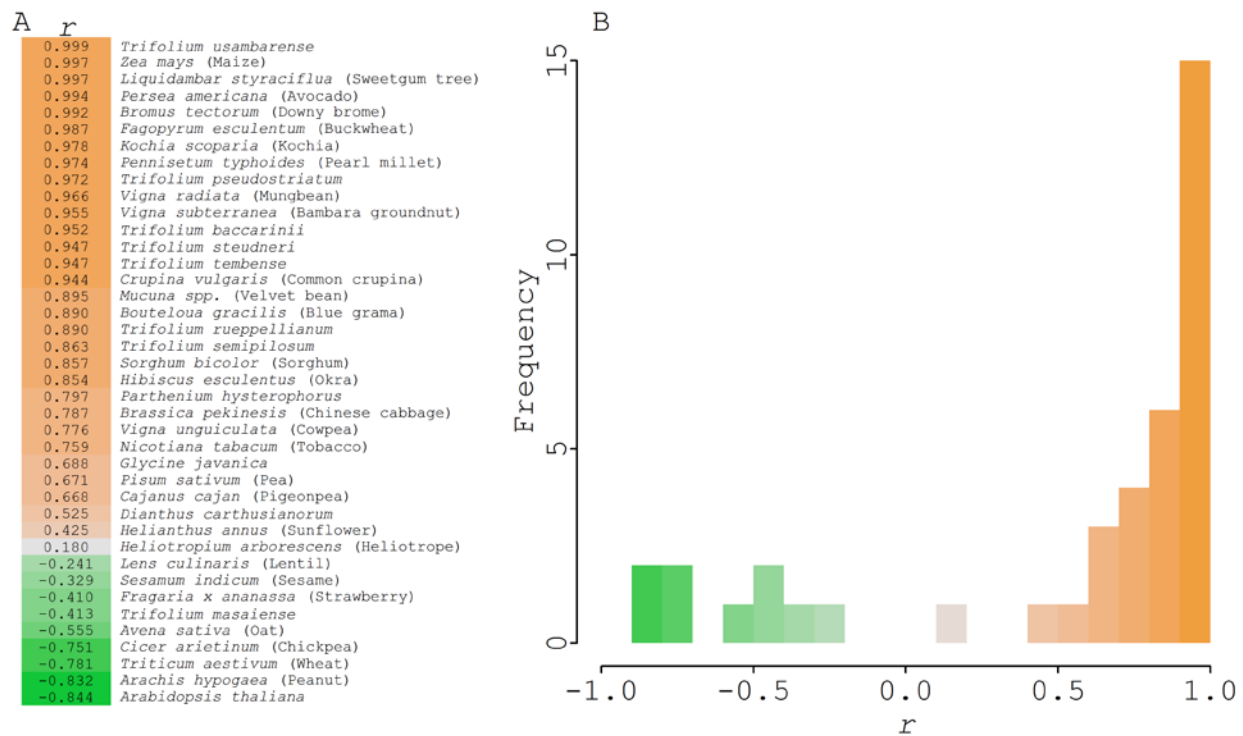 A r
0.999 Trifolium usambarense
0.997 Zea mays (Maize)
0.997 Liquidambar styraciflua (Sweetgum tree)
0.994 Persea americana (Avocado)
0.992 Bromus tectorum (Downy brome)
0.987 Fagopyrum esculentum (Buckwheat)
0.978 Kochia scoparia (Kochia)
0.974 Pennisetum typhoides (Pearl millet)
0.972 Trifolium pseudostriatum
0.966 Vigna radiata (Mungbean)
0.955 Vigna subterranea (Bambara groundnut)
0.952 Trifolium baccarinii
0.947 Trifolium steudneri
0.947 Trifolium tembense
0.944 Crupina vulgaris (Common crupina)
0.895 Mucuna spp. (Velvet bean)
0.890 Bouteloua gracilis (Blue grama)
0.890 Trifolium rueppellianum
0.863 Trifolium semipilosum
0.857 Sorghum bicolor (Sorghum)
0.854 Hibiscus esculentus (Okra)
0.797 Parthenium hysterophorus
0.787 Brassica pekinesis (Chinese cabbage)
0.776 Vigna unguiculata (Cowpea)
0.759 Nicotiana tabacum (Tobacco)
0.688 Glycine javanica
0.671 Pisum sativum (Pea)
0.668 Cajanus cajan (Pigeonpea)
0.525 Dianthus carthusianorum
0.425 Helianthus annus (Sunflower)
0.180 Heliotropium arborescens (Heliotrope)
-0.241 Lens culinaris (Lentil)
-0.329 Sesamum indicum (Sesame)
-0.410 Fragaria x ananassa (Strawberry)
-0.413 Trifolium masaiense
-0.555 Avena sativa (Oat)
-0.751 Cicer arietinum (Chickpea)
-0.781 Triticum aestivum (Wheat)
-0.832 Arachis hypogaea (Peanut)
-0.844 Arabidopsis thaliana
B
15
10
5
0
Frequency
-1.0 -0.5 0.0 0.5 1.0
r